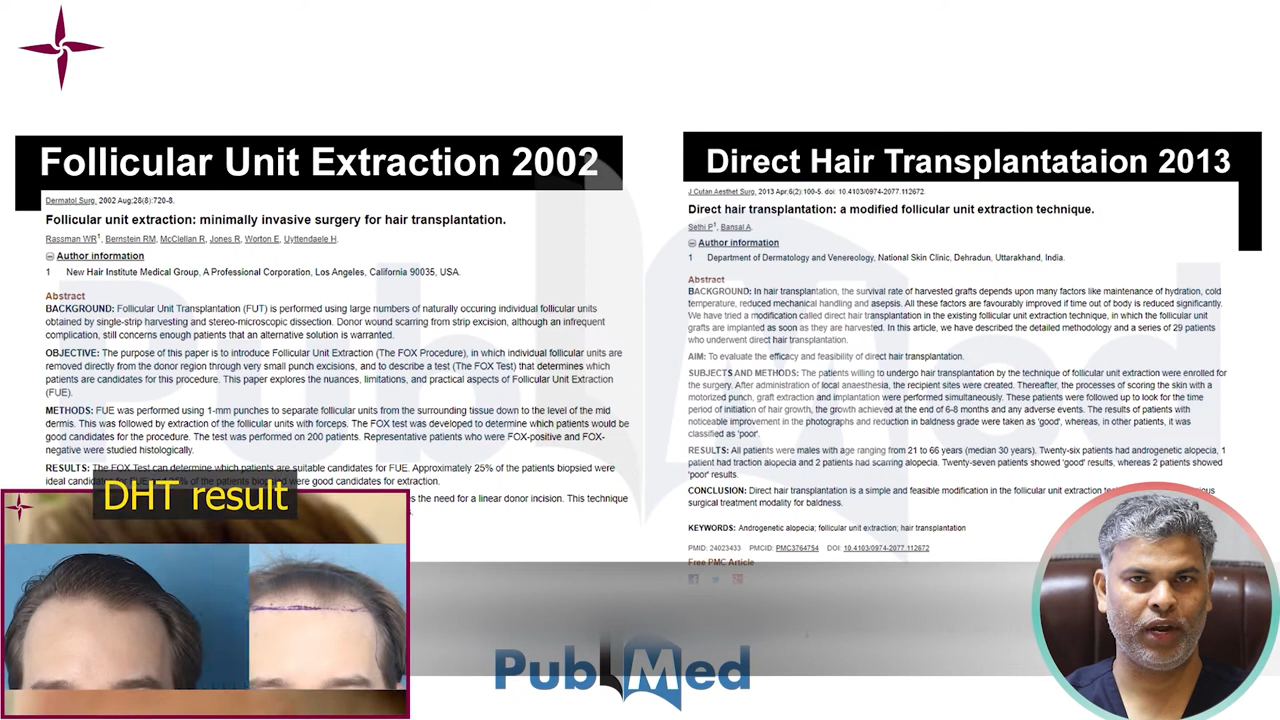 Follicular Unit Extraction 2002
Dermatol Surg, 2002 Aug;28(8):720-8.
Follicular unit extraction: minimally invasive surgery for hair transplantation.
Rassman WR1, Bernstein RM, McClellan R, Jones R, Worton E, Uyttendaele H.
Author information
1 New Hair Institute Medical Group, A Professional Corporation, Los Angeles, California 90035, USA.
Abstract
BACKGROUND: Follicular Unit Transplantation (FUT) is performed using large numbers of naturally occuring individual follicular units
obtained by single-strip harvesting and stereo-microscopic dissection. Donor wound scarring from strip excision, although an infrequent
complication, still concerns enough patients that an alternative solution is warranted.
OBJECTIVE: The purpose of this paper is to introduce Follicular Unit Extraction (The FOX Procedure), in which individual follicular units are
removed directly from the donor region through very small punch excisions, and to describe a test (The FOX Test) that determines which
patients are candidates for this procedure. This paper explores the nuances, limitations, and practical aspects of Follicular Unit Extraction
(FUE).
METHODS: FUE was performed using 1-mm punches to separate follicular units from the surrounding tissue down to the level of the mid
dermis. This was followed by extraction of the follicular units with forceps. The FOX test was developed to determine which patients would be
good candidates for the procedure. The test was performed on 200 patients. Representative patients who were FOX-positive and FOX-
negative were studied histologically.
RESULTS: The FOX Test can determine which patients are suitable candidates for FUE. Approximately 25% of the patients biopsied were
ideal candidates were good candidates for extraction.
s the need for a linear donor incision. This technique
DHT result
Direct Hair Transplantataion 2013
J Cutan Aesthet Surg, 2013 Apr;6(2):100-5. doi: 10.4103/0974-2077.112672.
Direct hair transplantation: a modified follicular unit extraction technique.
Sethi P1, Bansal A.
Author information
1 Department of Dermatology and Venereology, National Skin Clinic, Dehradun, Uttarakhand, India.
Abstract
BACKGROUND: In hair transplantation, the survival rate of harvested grafts depends upon many factors like maintenance of hydration, cold
temperature, reduced mechanical handling and asepsis. All these factors are favourably improved if time out of body is reduced significantly.
We have tried a modification called direct hair transplantation in the existing follicular unit extraction technique, in which the follicular unit
grafts are implanted as soon as they are harvested. In this article, we have described the detailed methodology and a series of 29 patients
who underwent direct hair transplantation.
AIM: To evaluate the efficacy and feasibility of direct hair transplantation.
SUBJECTS AND METHODS: The patients willing to undergo hair transplantation by the technique of follicular unit extraction were enrolled for
the surgery. After administration of local anaesthesia, the recipient sites were created. Thereafter, the processes of scoring the skin with a
motorized punch, graft extraction and implantation were performed simultaneously. These patients were followed up to look for the time
period of initiation of hair growth, the growth achieved at the end of 6-8 months and any adverse events. The results of patients with
noticeable improvement in the photographs and reduction in baldness grade were taken as 'good', whereas, in other patients, it was
classified as 'poor'.
RESULTS: All patients were males with age ranging from 21 to 66 years (median 30 years). Twenty-six patients had androgenetic alopecia, 1
patient had traction alopecia and 2 patients had scarring alopecia. Twenty-seven patients showed 'good' results, whereas 2 patients showed
'poor' results.
CONCLUSION: Direct hair transplantation is a simple and feasible modification in the follicular unit extraction
surgical treatment modality for baldness.
KEYWORDS: Androgenetic alopecia; follicular unit extraction; hair transplantation
PMID: 24023433 PMCID: PMC3764754 DOI: 10.4103/0974-2077.112672
Free PMC Article
PubMed